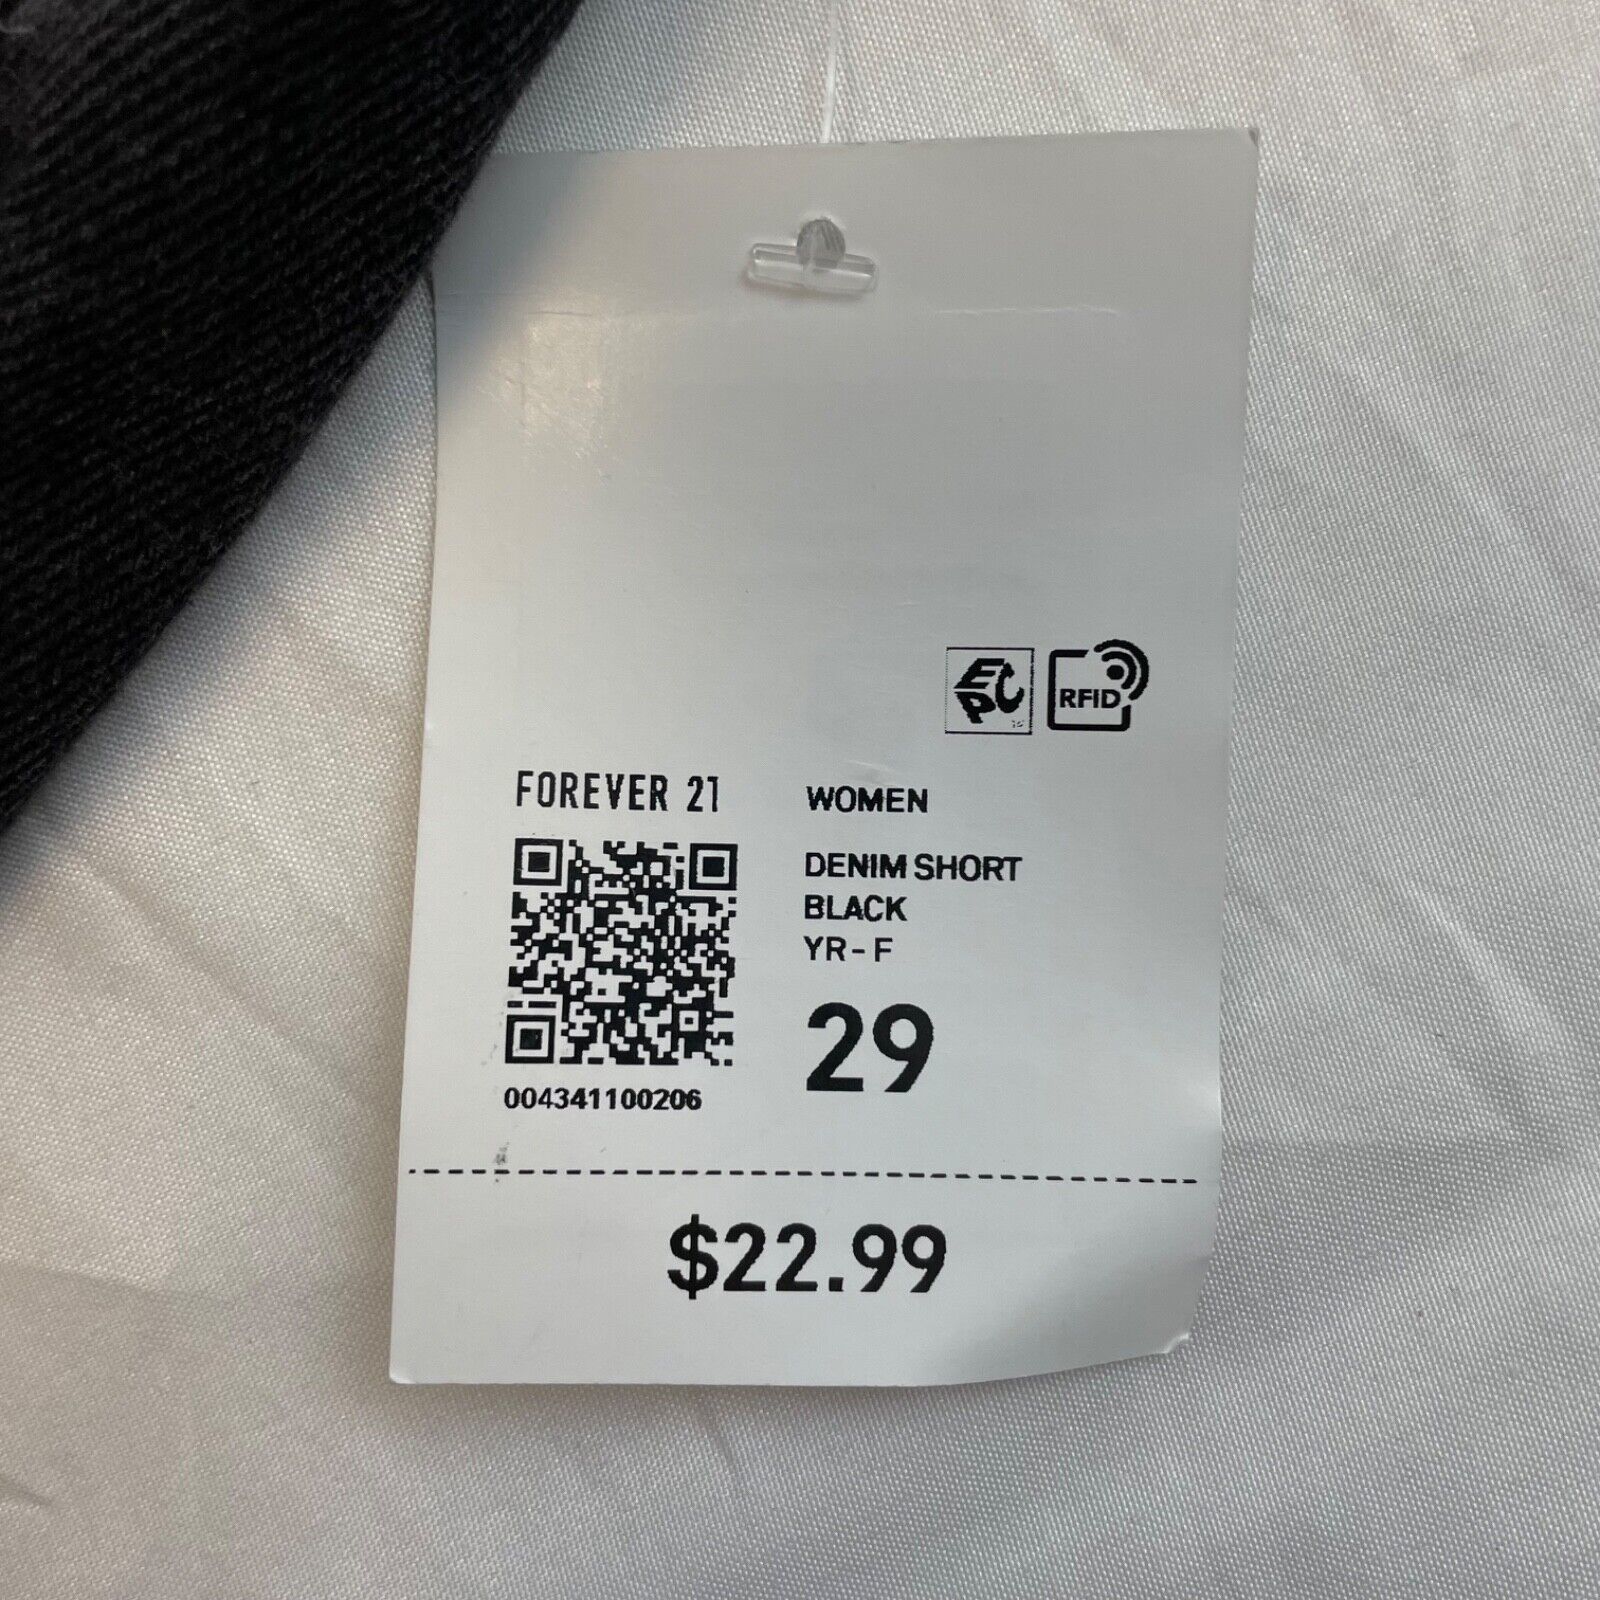 EPC
RFID
FOREVER 21
WOMEN
DENIM SHORT
BLACK
YR - F
29
004341100206
$22.99